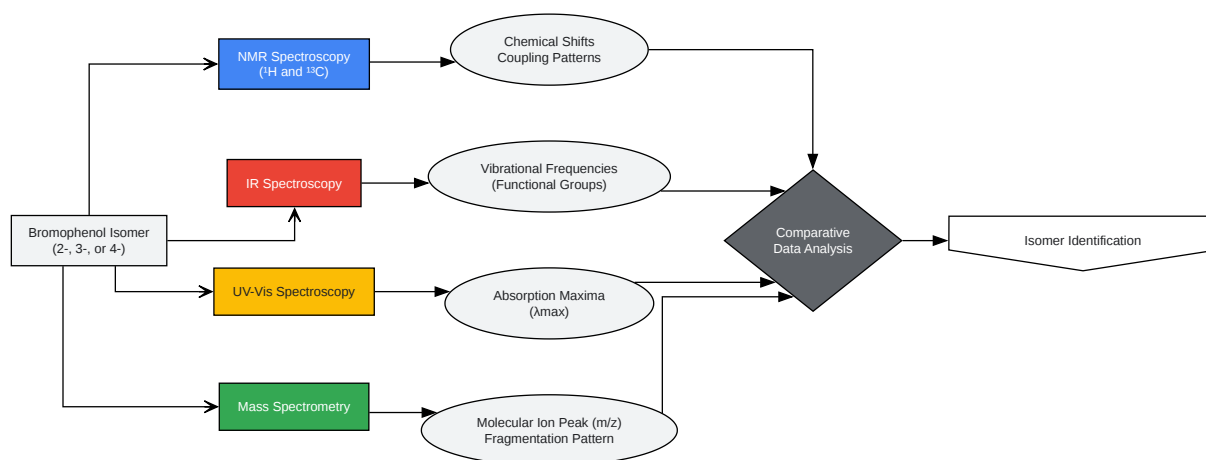 NMR Spectroscopy
(¹H and ¹³C)
Chemical Shifts
Coupling Patterns
IR Spectroscopy
Vibrational Frequencies
(Functional Groups)
Bromophenol Isomer
(2-, 3-, or 4-)
Comparative
Data Analysis
Isomer Identification
UV-Vis Spectroscopy
Absorption Maxima
(λmax)
Mass Spectrometry
Molecular Ion Peak (m/z)
Fragmentation Pattern